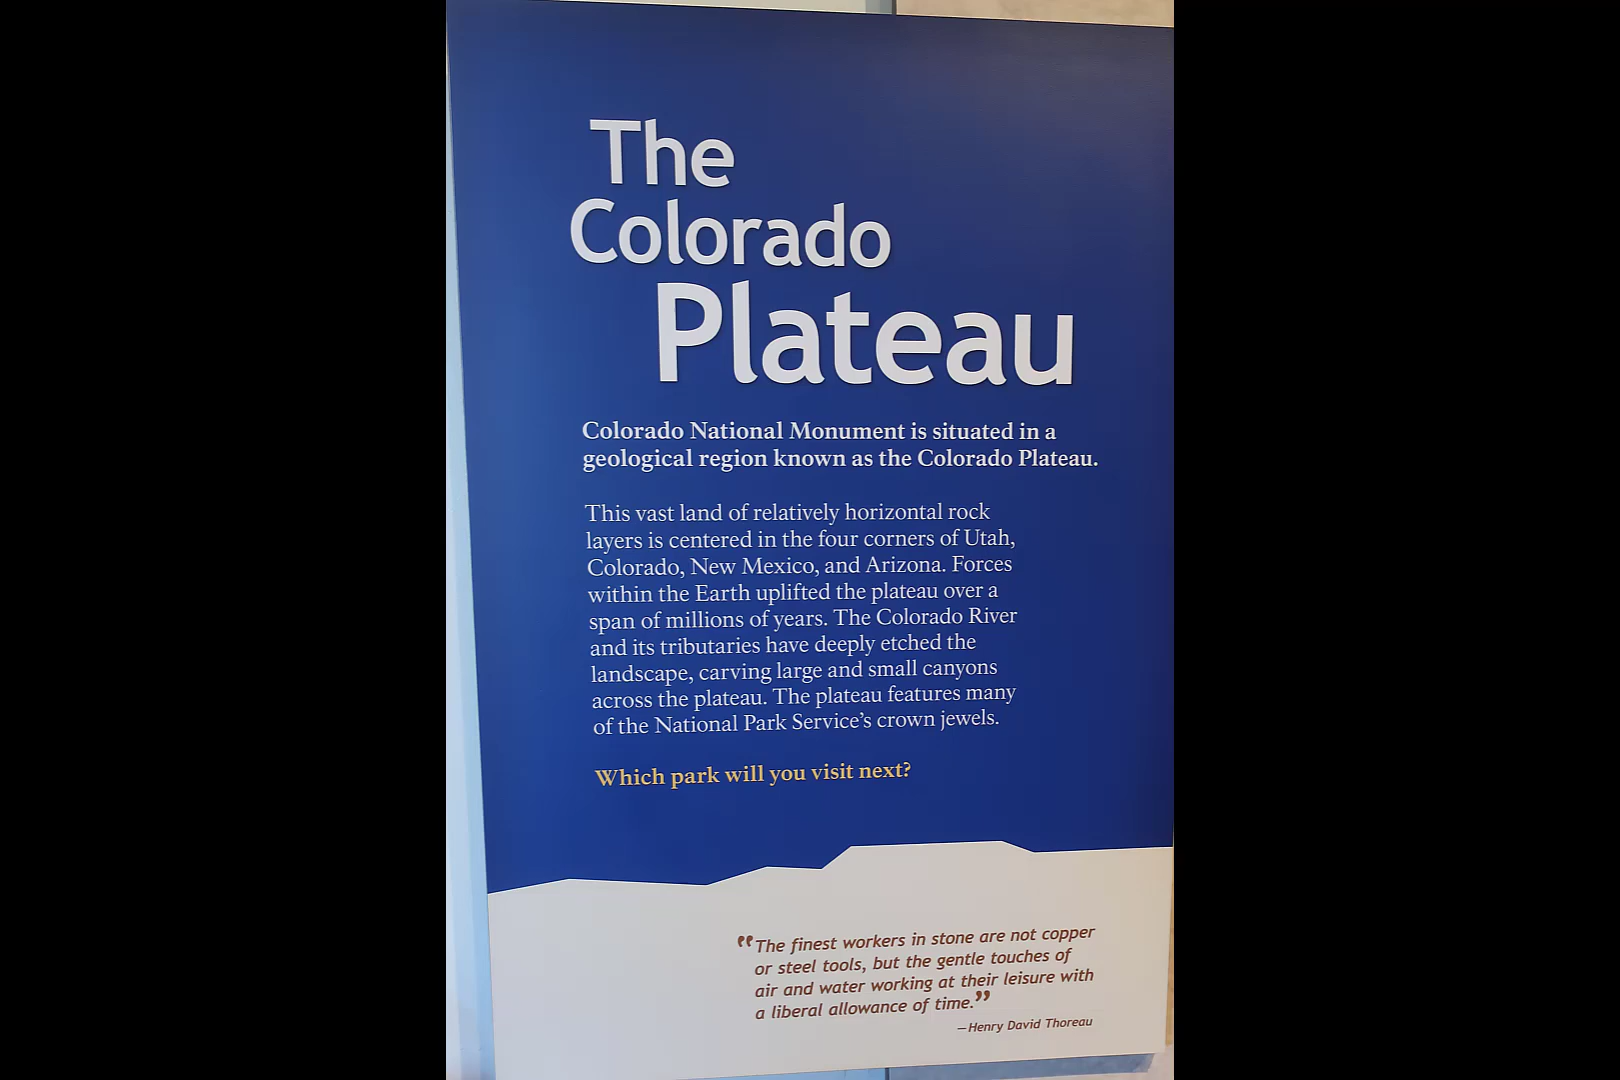 The
Colorado
Plateau
Colorado National Monument is situated in a
geological region known as the Colorado Plateau.
This vast land of relatively horizontal rock
layers is centered in the four corners of Utah,
Colorado, New Mexico, and Arizona. Forces
within the Earth uplifted the plateau over a
span of millions of years. The Colorado River
and its tributaries have deeply etched the
landscape, carving large and small canyons
across the plateau. The plateau features many
of the National Park Service’s crown jewels.
Which park will you visit next?
“The finest workers in stone are not copper
or steel tools, but the gentle touches of
air and water working at their leisure with
a liberal allowance of time.”
—Henry David Thoreau